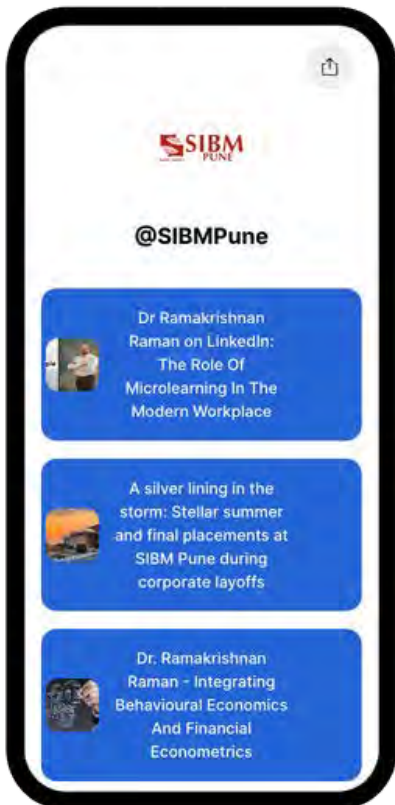 SIBM
PUNE
@SIBMPune
Dr Ramakrishnan
Raman on LinkedIn:
The Role Of
Microlearning In The
Modern Workplace
A silver lining in the
storm: Stellar summer
and final placements at
SIBM Pune during
corporate layoffs
Dr. Ramakrishnan
Raman - Integrating
Behavioural Economics
And Financial
Econometrics